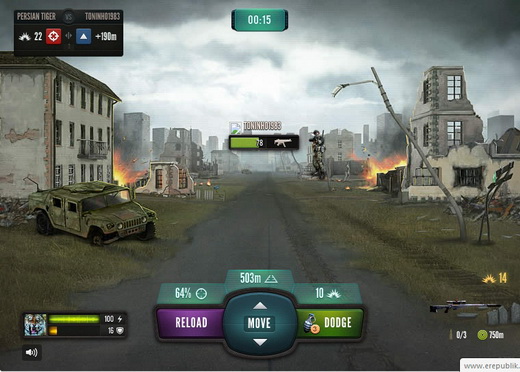 PERSIAN TIGER VS TONINHO1983
22 +190m
00:15
TONINHO1983
78
503m
64% 10
RELOAD MOVE DODGE
14
0/3 750m
100
16
www.erepublik.